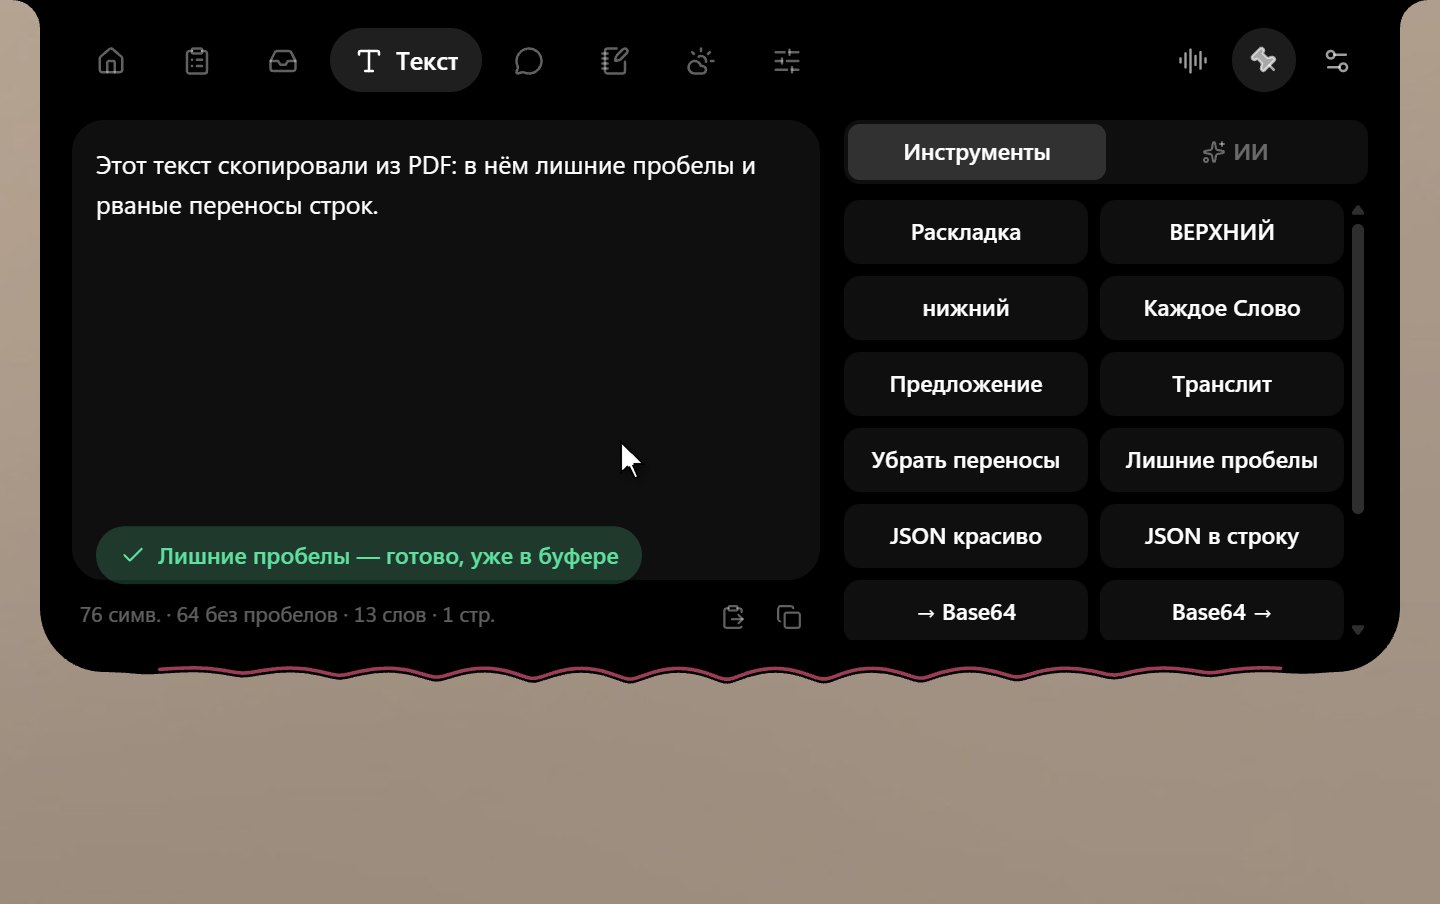 Текст
Этот текст скопировали из PDF: в нём лишние пробелы и
рваные переносы строк.
Лишние пробелы — готово, уже в буфере
76 симв. · 64 без пробелов · 13 слов · 1 стр.
Инструменты
ИИ
Раскладка
ВЕРХНИЙ
нижний
Каждое Слово
Предложение
Транслит
Убрать переносы
Лишние пробелы
JSON красиво
JSON в строку
→ Base64
Base64 →